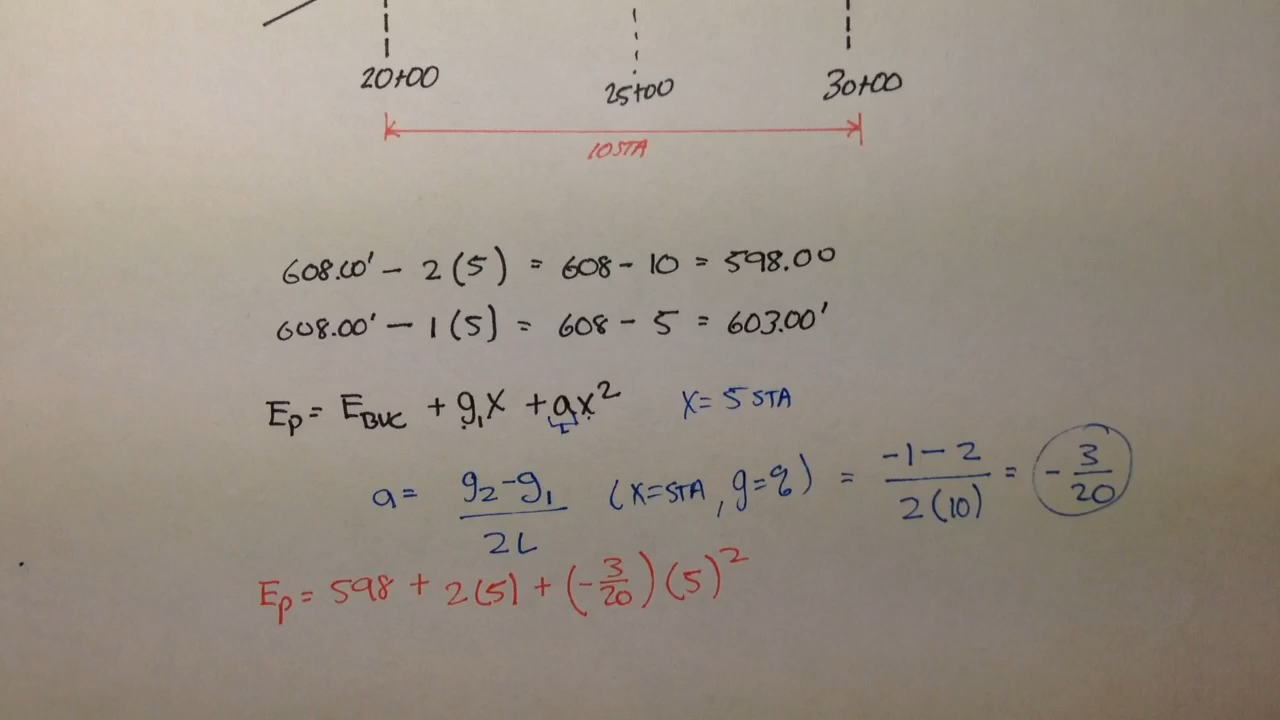 20+00 25+00 30+00
10 STA
608.00' - 2(5) = 608 - 10 = 598.00
608.00' - 1(5) = 608 - 5 = 603.00'
Ep = EBVC + g₁x + ax² x = 5 STA
a = (g₂ - g₁)/2L (x=STA, g=%) = (-1 - 2)/2(10) = -3/20
Ep = 598 + 2(5) + (-3/20)(5)²